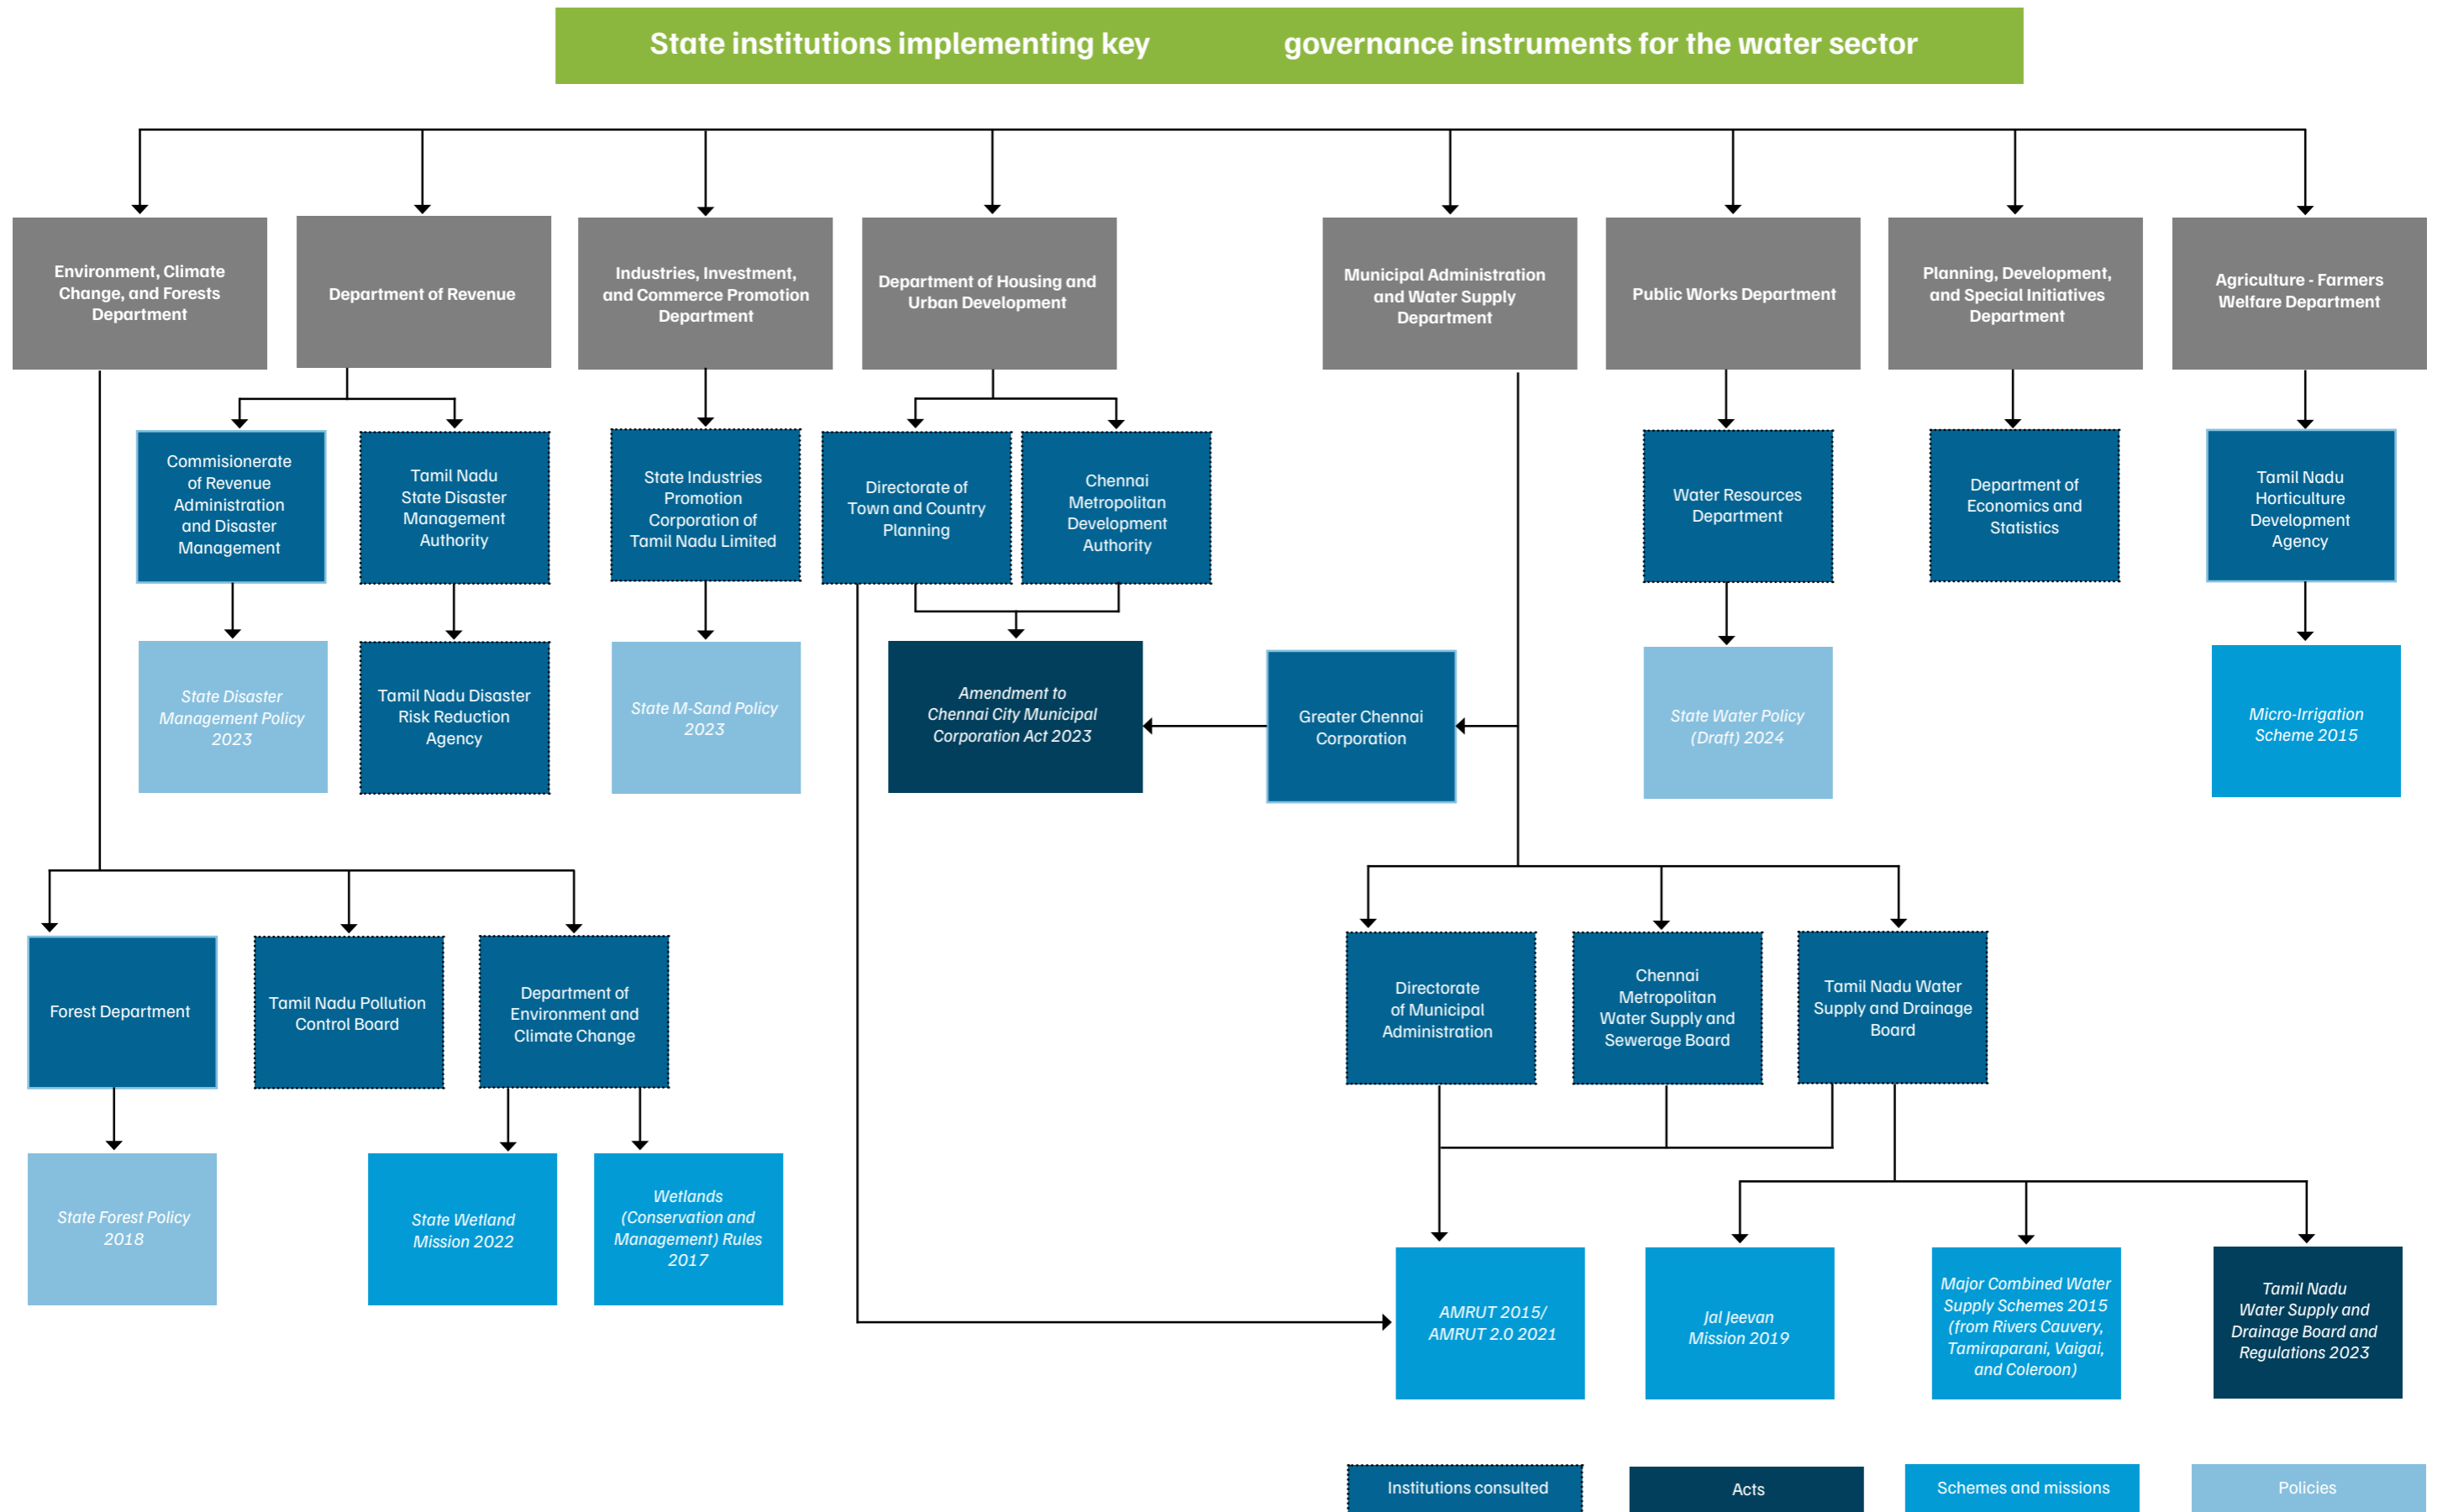 State institutions implementing key governance instruments for the water sector
Environment, Climate
Change, and Forests
Department
Department of Revenue
Industries, Investment,
and Commerce Promotion
Department
Department of Housing and
Urban Development
Municipal Administration
and Water Supply
Department
Public Works Department
Planning, Development,
and Special Initiatives
Department
Agriculture - Farmers
Welfare Department
Commisionerate
of Revenue
Administration
and Disaster
Management
Tamil Nadu
State Disaster
Management
Authority
State Industries
Promotion
Corporation of
Tamil Nadu Limited
Directorate of
Town and Country
Planning
Chennai
Metropolitan
Development
Authority
Water Resources
Department
Department of
Economics and
Statistics
Tamil Nadu
Horticulture
Development
Agency
State Disaster
Management Policy
2023
Tamil Nadu Disaster
Risk Reduction
Agency
State M-Sand Policy
2023
Amendment to
Chennai City Municipal
Corporation Act 2023
Greater Chennai
Corporation
State Water Policy
(Draft) 2024
Micro-Irrigation
Scheme 2015
Forest Department
Tamil Nadu Pollution
Control Board
Department of
Environment and
Climate Change
Directorate
of Municipal
Administration
Chennai
Metropolitan
Water Supply and
Sewerage Board
Tamil Nadu Water
Supply and Drainage
Board
State Forest Policy
2018
State Wetland
Mission 2022
Wetlands
(Conservation and
Management) Rules
2017
AMRUT 2015/
AMRUT 2.0 2021
Jal Jeevan
Mission 2019
Major Combined Water
Supply Schemes 2015
(from Rivers Cauvery,
Tamiraparani, Vaigai,
and Coleroon)
Tamil Nadu
Water Supply and
Drainage Board and
Regulations 2023
Institutions consulted
Acts
Schemes and missions
Policies